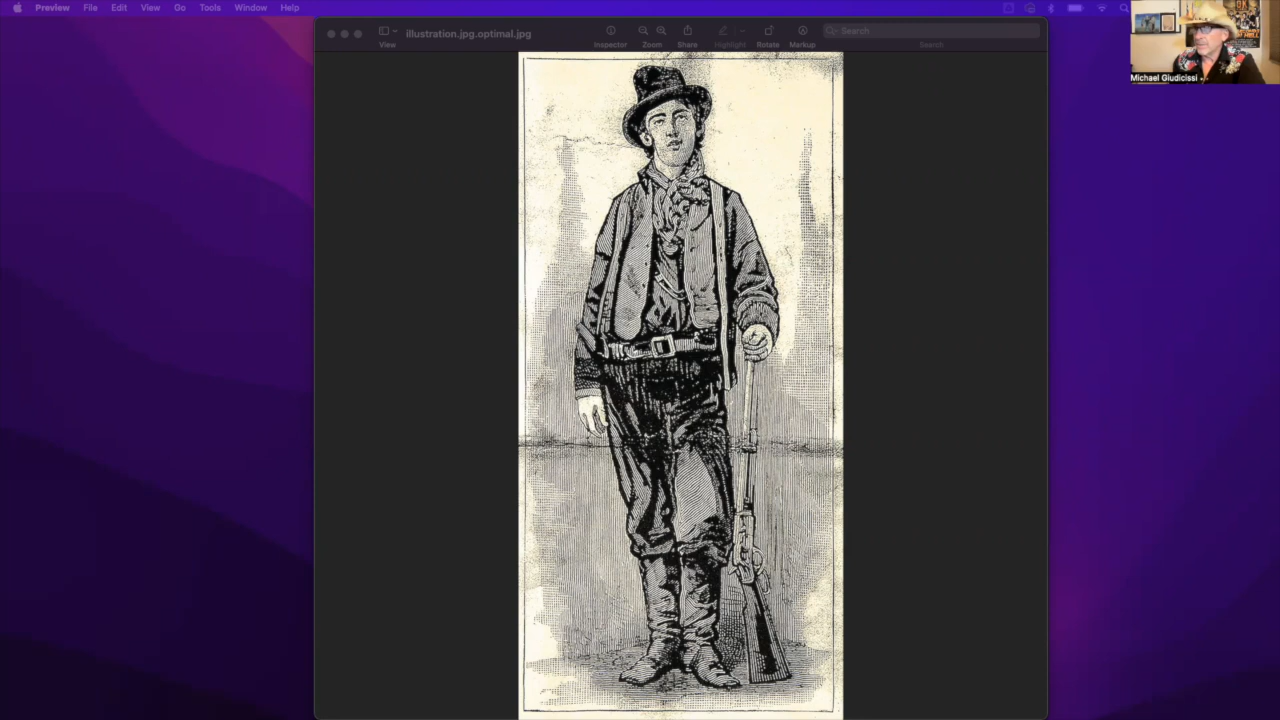 Preview File Edit View Go Tools Window Help
illustration.jpg.optimal.jpg
Search
View Inspector Zoom Share Highlight Rotate Markup Search
Michael Giudicissi